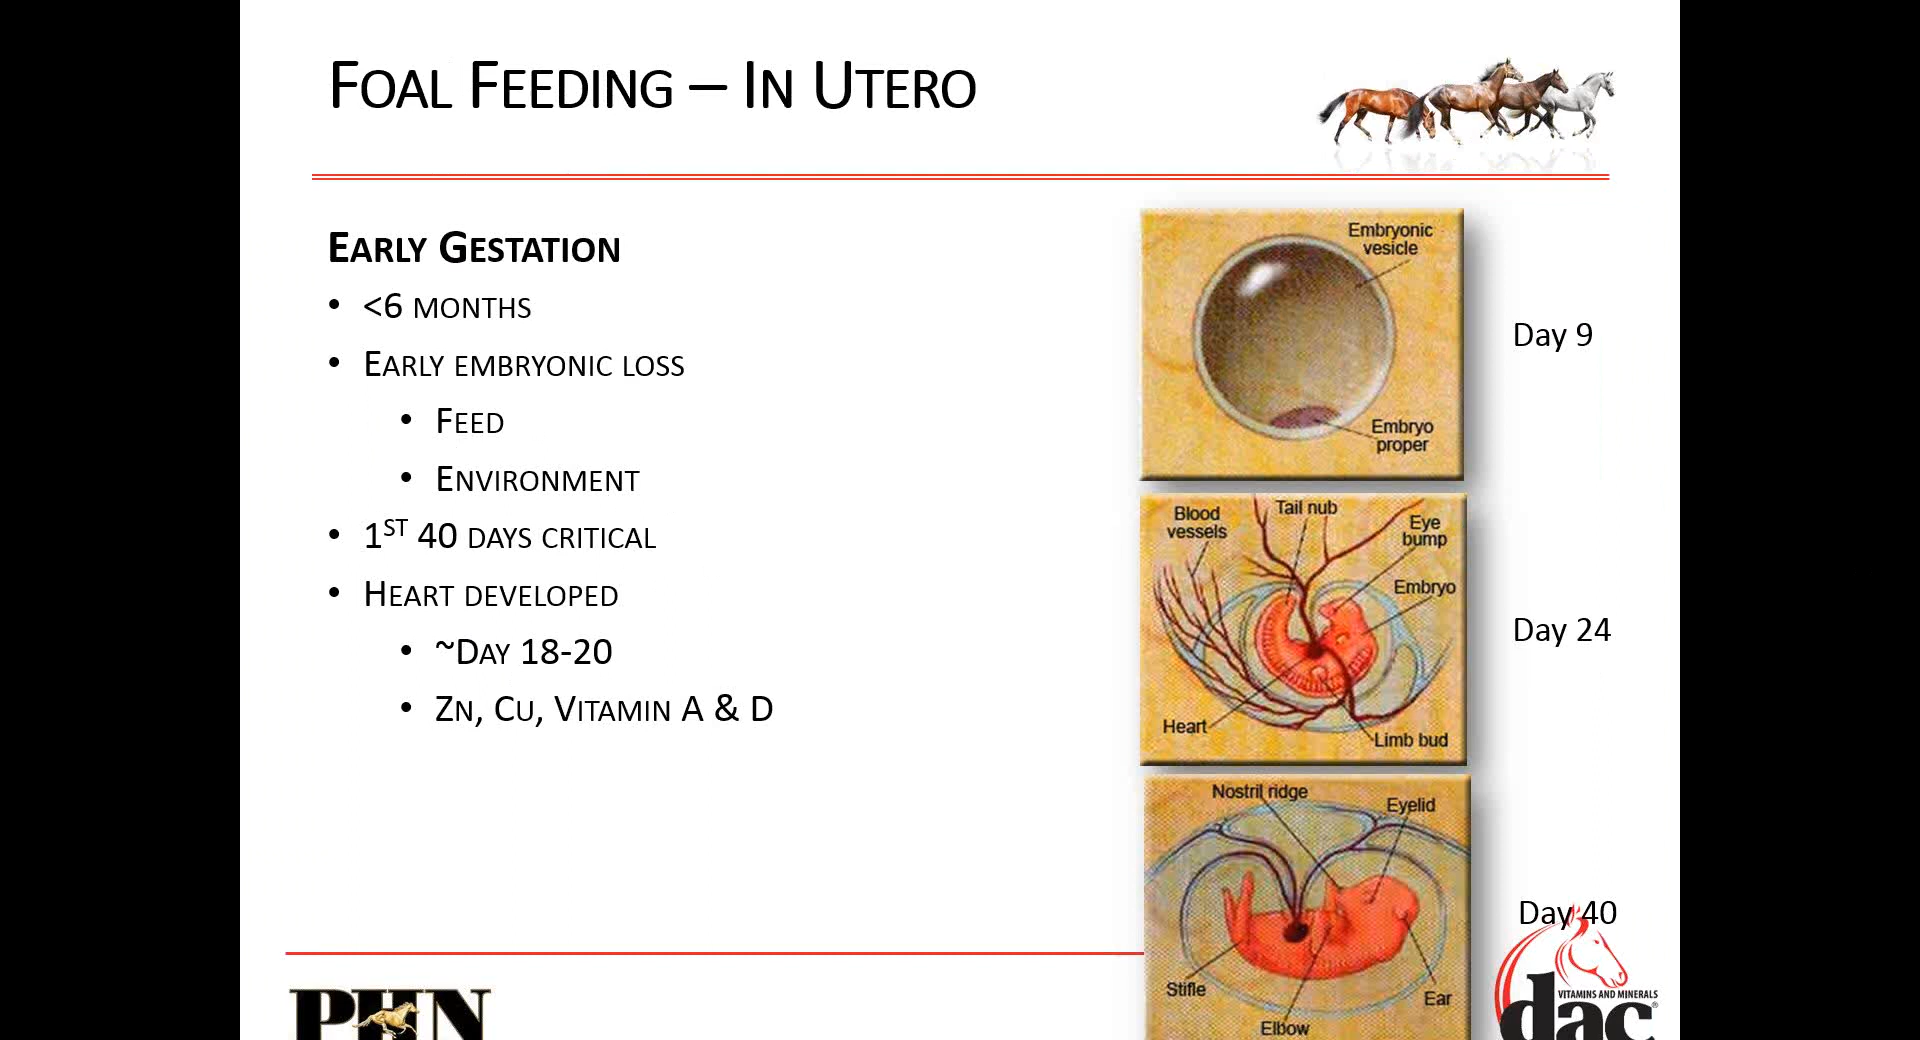 Foal Feeding – In Utero
Early Gestation
• <6 months
• Early embryonic loss
• Feed
• Environment
• 1st 40 days critical
• Heart developed
• ~Day 18-20
• Zn, Cu, Vitamin A & D
Embryonic
vesicle
Embryo
proper
Day 9
Blood
vessels
Tail nub
Eye
bump
Embryo
Heart
Limb bud
Day 24
Nostril ridge
Eyelid
Stifle
Elbow
Ear
Day 40
PHN
VITAMINS AND MINERALS
dac®